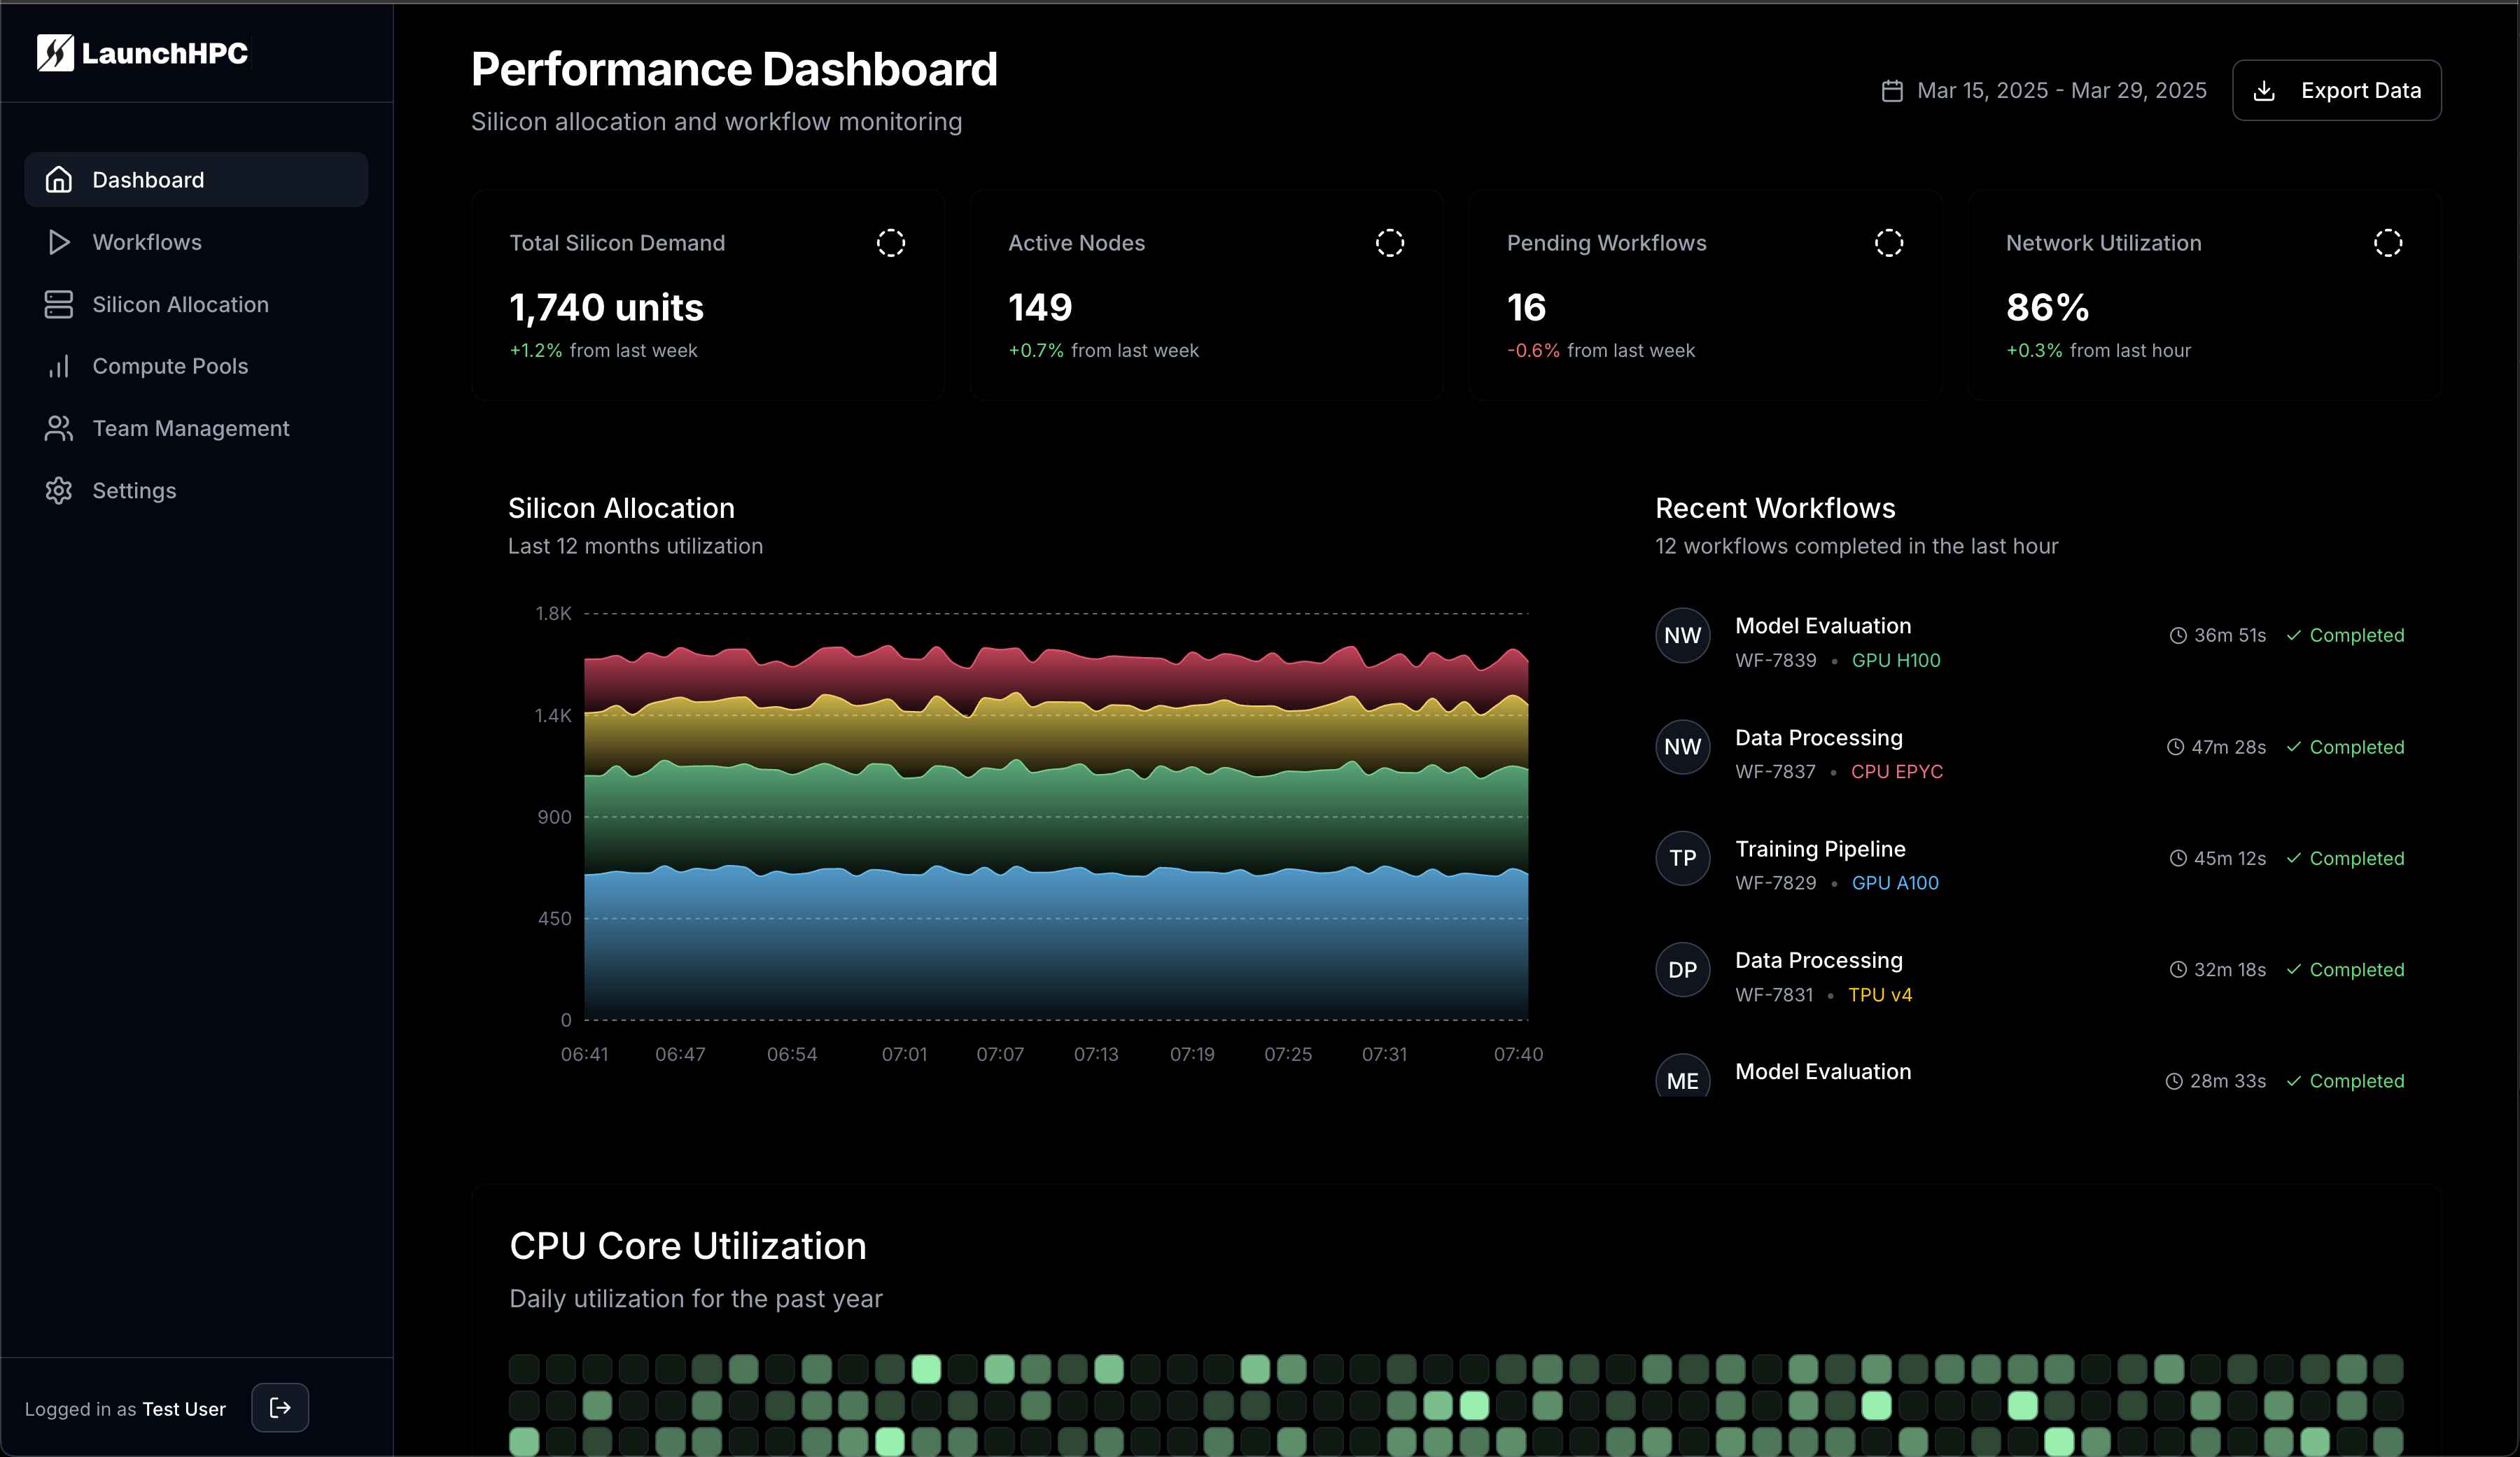 LaunchHPC
Dashboard
Workflows
Silicon Allocation
Compute Pools
Team Management
Settings
Logged in as Test User
Performance Dashboard
Silicon allocation and workflow monitoring
Mar 15, 2025 - Mar 29, 2025
Export Data
Total Silicon Demand
1,740 units
+1.2% from last week
Active Nodes
149
+0.7% from last week
Pending Workflows
16
-0.6% from last week
Network Utilization
86%
+0.3% from last hour
Silicon Allocation
Last 12 months utilization
1.8K
1.4K
900
450
0
06:41 06:47 06:54 07:01 07:07 07:13 07:19 07:25 07:31 07:40
Recent Workflows
12 workflows completed in the last hour
NW
Model Evaluation
WF-7839 • GPU H100
36m 51s Completed
NW
Data Processing
WF-7837 • CPU EPYC
47m 28s Completed
TP
Training Pipeline
WF-7829 • GPU A100
45m 12s Completed
DP
Data Processing
WF-7831 • TPU v4
32m 18s Completed
ME
Model Evaluation
28m 33s Completed
CPU Core Utilization
Daily utilization for the past year